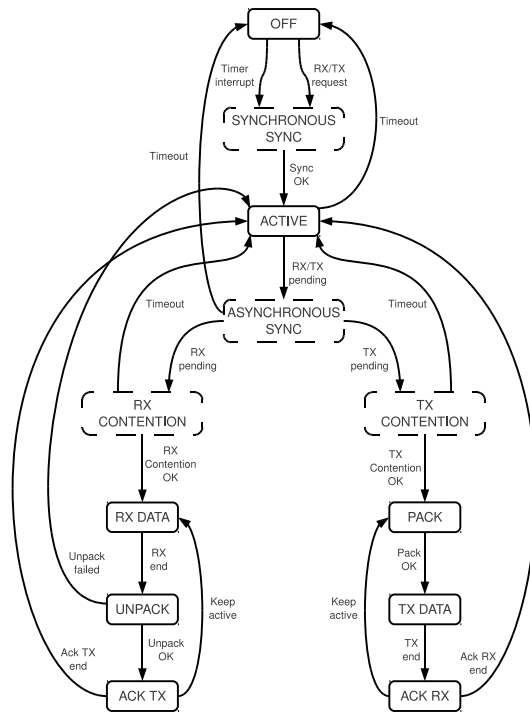 OFF
Timer
interrupt
RX/TX
request
SYNCHRONOUS
SYNC
Timeout
Timeout
Sync
OK
ACTIVE
RX/TX
pending
Timeout
Timeout
ASYNCHRONOUS
SYNC
RX
pending
TX
pending
RX
CONTENTION
TX
CONTENTION
RX
Contention
OK
TX
Contention
OK
RX DATA
PACK
Unpack
failed
RX
end
Pack
OK
UNPACK
Keep
active
Keep
active
TX DATA
Unpack
OK
TX
end
Ack TX
end
Ack RX
end
ACK TX
ACK RX